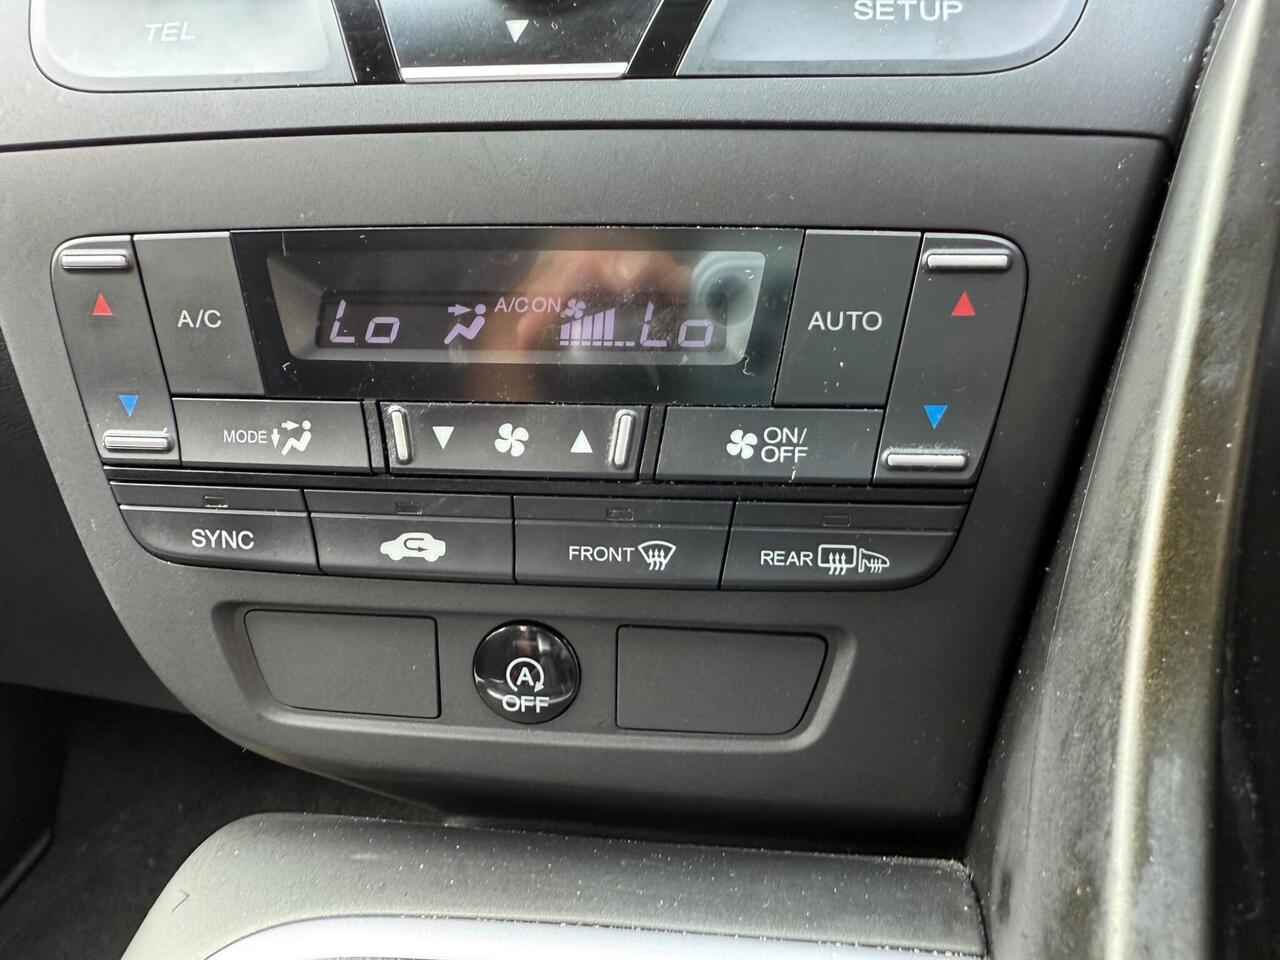 TEL
SETUP
A/C
Lo
A/C ON
Lo
AUTO
MODE
ON/
OFF
SYNC
FRONT
REAR
A
OFF